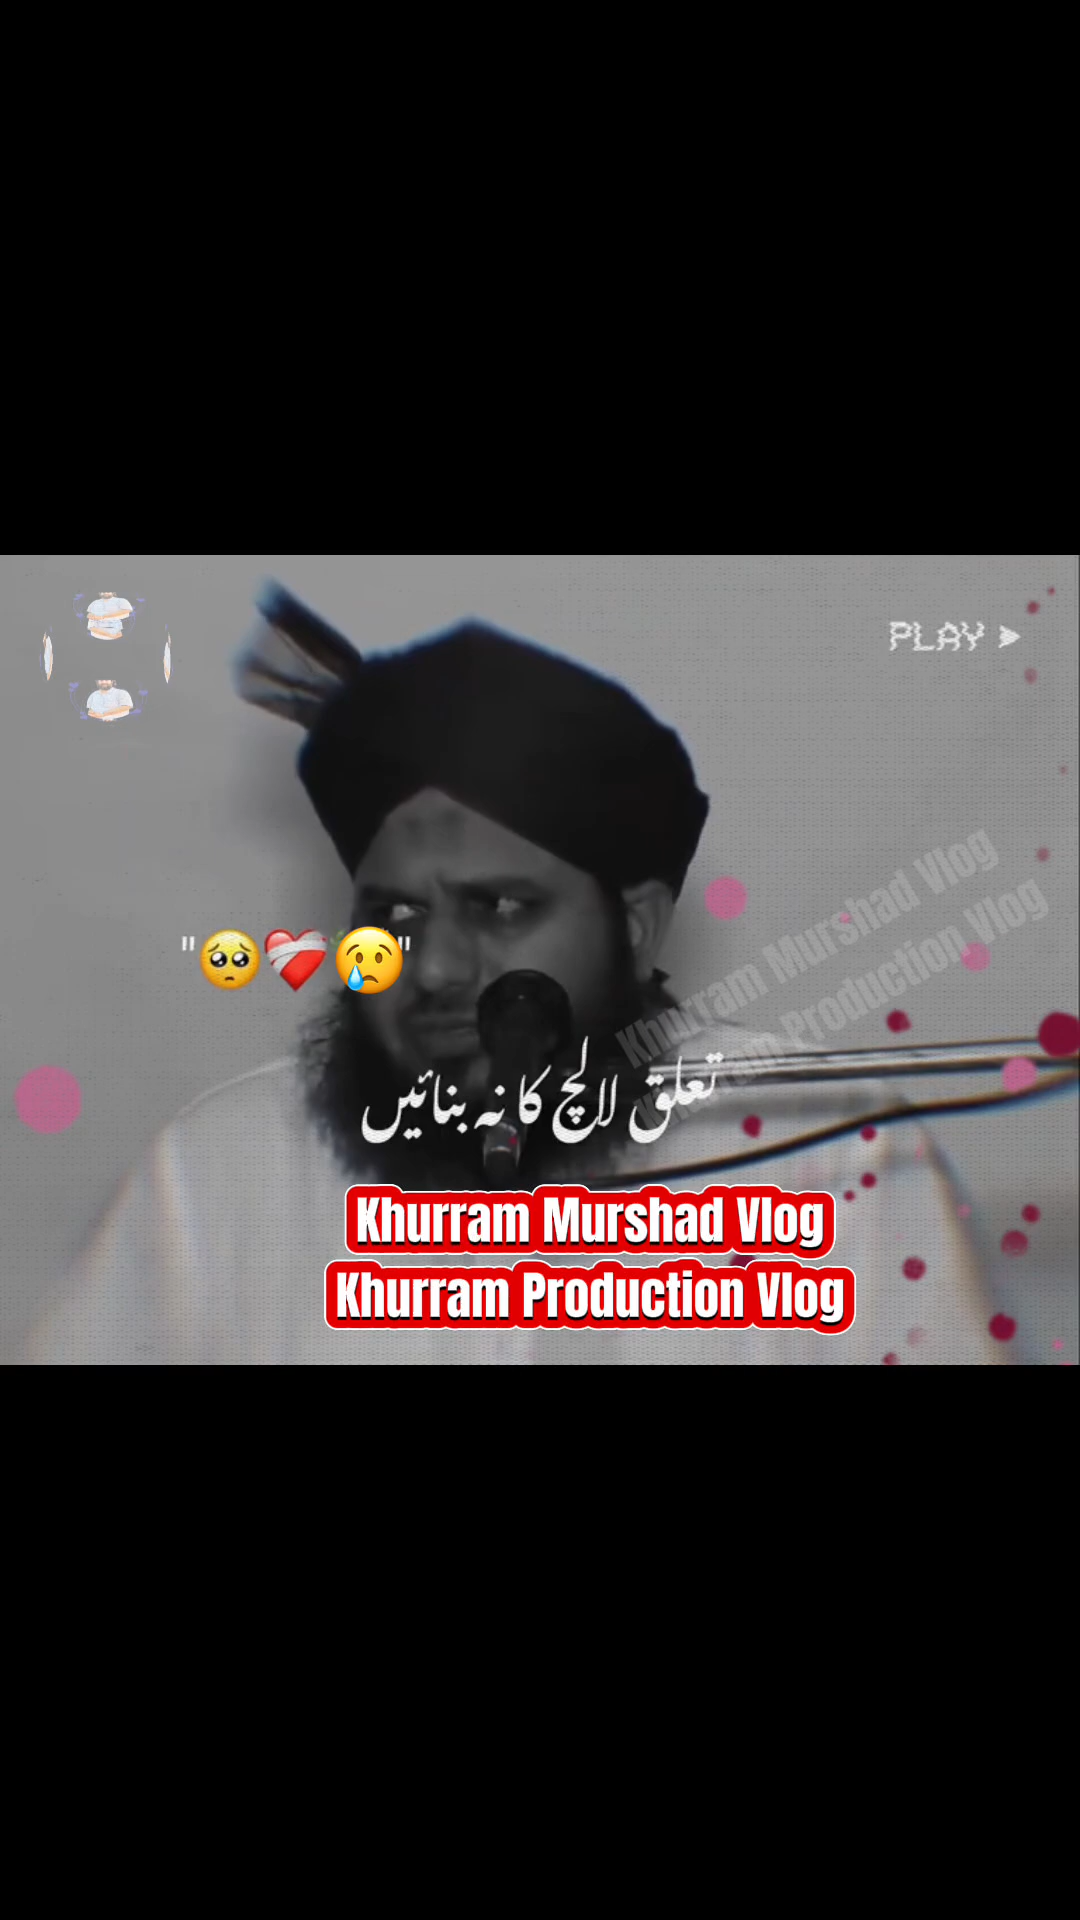 PLAY
Khurram Murshad Vlog
Khurram Production Vlog
"🥺❤️‍🩹😢"
تعلق لالچ کا نہ بنائیں
Khurram Murshad Vlog
Khurram Production Vlog